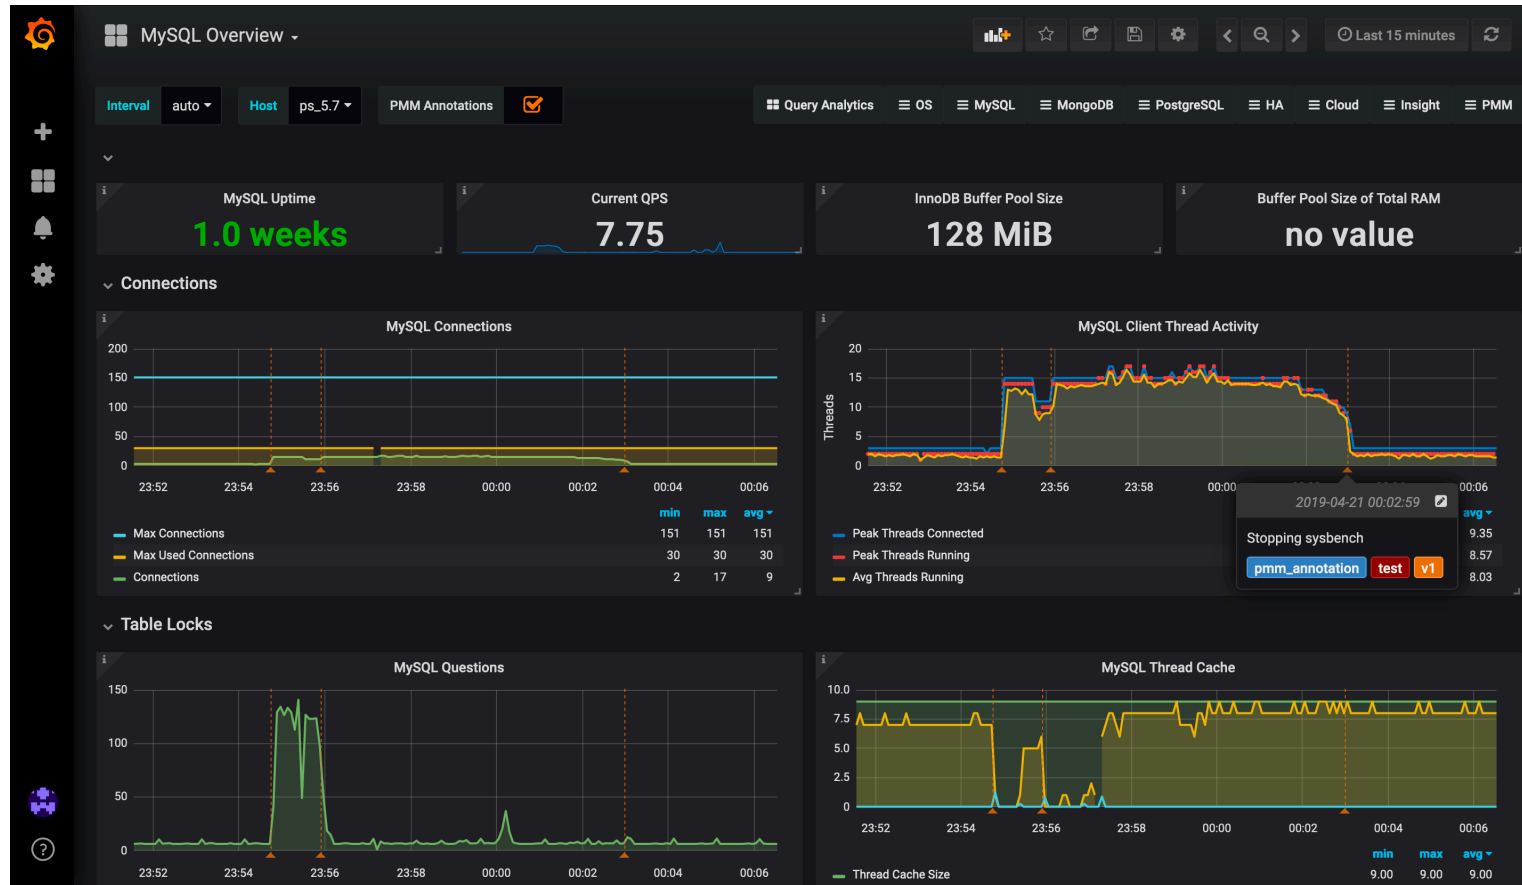 MySQL Overview
Last 15 minutes
Interval auto Host ps_5.7 PMM Annotations
Query Analytics OS MySQL MongoDB PostgreSQL HA Cloud Insight PMM
MySQL Uptime
1.0 weeks
Current QPS
7.75
InnoDB Buffer Pool Size
128 MiB
Buffer Pool Size of Total RAM
no value
Connections
MySQL Connections
200
150
100
50
0
23:52 23:54 23:56 23:58 00:00 00:02 00:04 00:06
min max avg
Max Connections 151 151 151
Max Used Connections 30 30 30
Connections 2 17 9
MySQL Client Thread Activity
Threads
20
15
10
5
0
23:52 23:54 23:56 23:58 00:00 00:06
avg
Peak Threads Connected 9.35
Peak Threads Running 8.57
Avg Threads Running 8.03
2019-04-21 00:02:59
Stopping sysbench
pmm_annotation test v1
Table Locks
MySQL Questions
150
100
50
0
23:52 23:54 23:56 23:58 00:00 00:02 00:04 00:06
MySQL Thread Cache
10.0
7.5
5.0
2.5
0
23:52 23:54 23:56 23:58 00:00 00:02 00:04 00:06
min max avg
Thread Cache Size 9.00 9.00 9.00